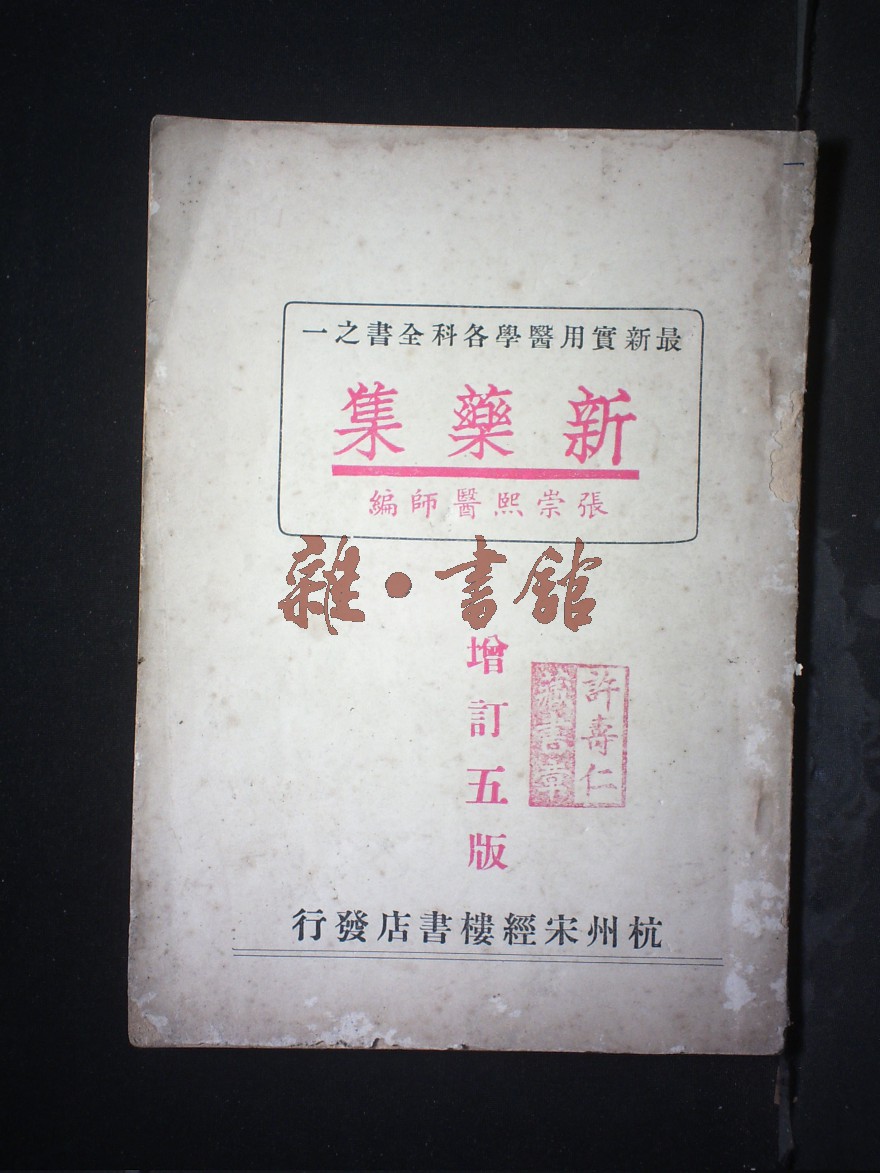 最新實用醫學各科全書之一
新藥集
張崇熙醫師編
雜·書館
增訂五版
許壽仁
藏書章
杭州宋經樓書店發行